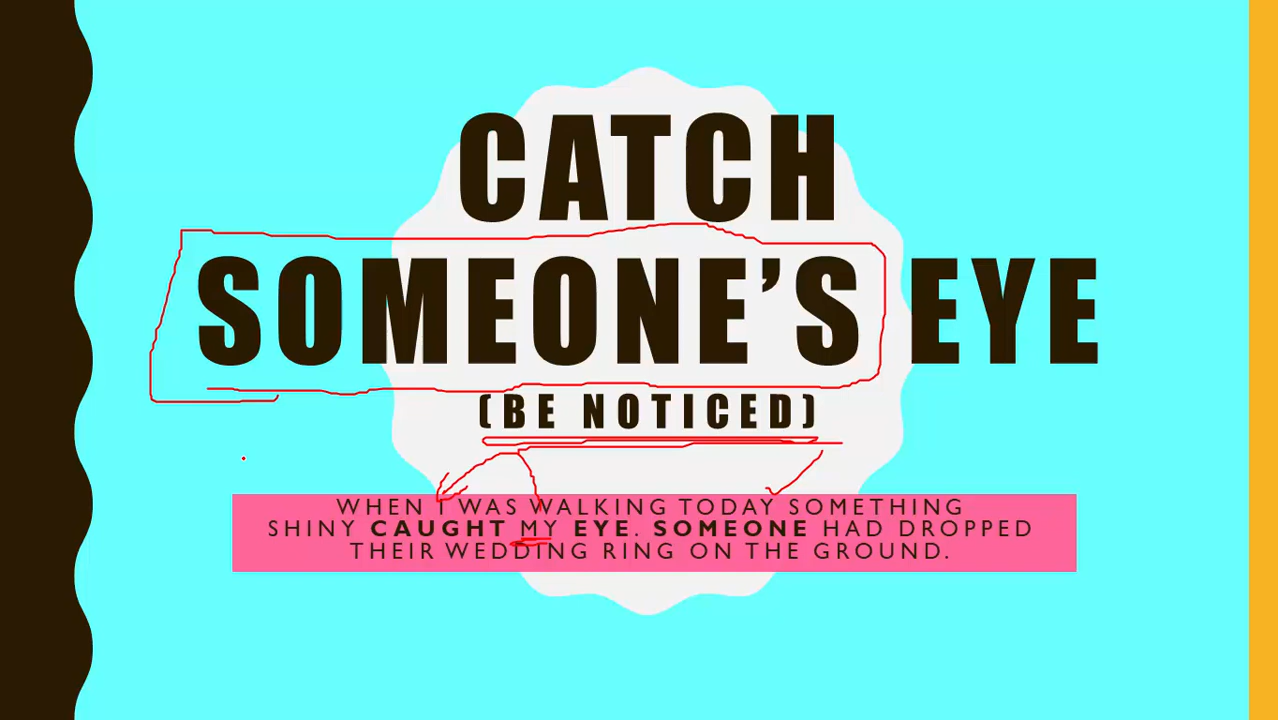 CATCH
SOMEONE'S EYE
(BE NOTICED)
WHEN I WAS WALKING TODAY SOMETHING
SHINY CAUGHT MY EYE. SOMEONE HAD DROPPED
THEIR WEDDING RING ON THE GROUND.